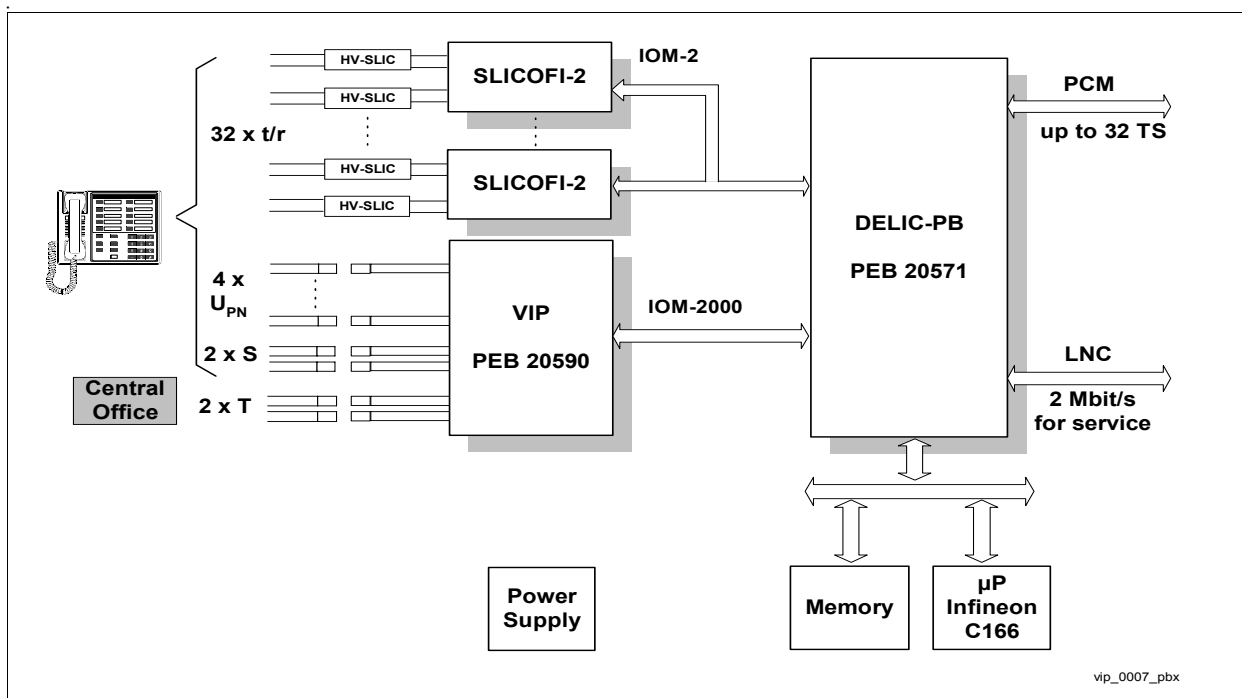 HV-SLIC
HV-SLIC
HV-SLIC
HV-SLIC
SLICOFI-2
SLICOFI-2
IOM-2
32 x t/r
4 x
UPN
2 x S
2 x T
Central
Office
VIP
PEB 20590
IOM-2000
DELIC-PB
PEB 20571
PCM
up to 32 TS
LNC
2 Mbit/s
for service
Power
Supply
Memory
µP
Infineon
C166
vip_0007_pbx